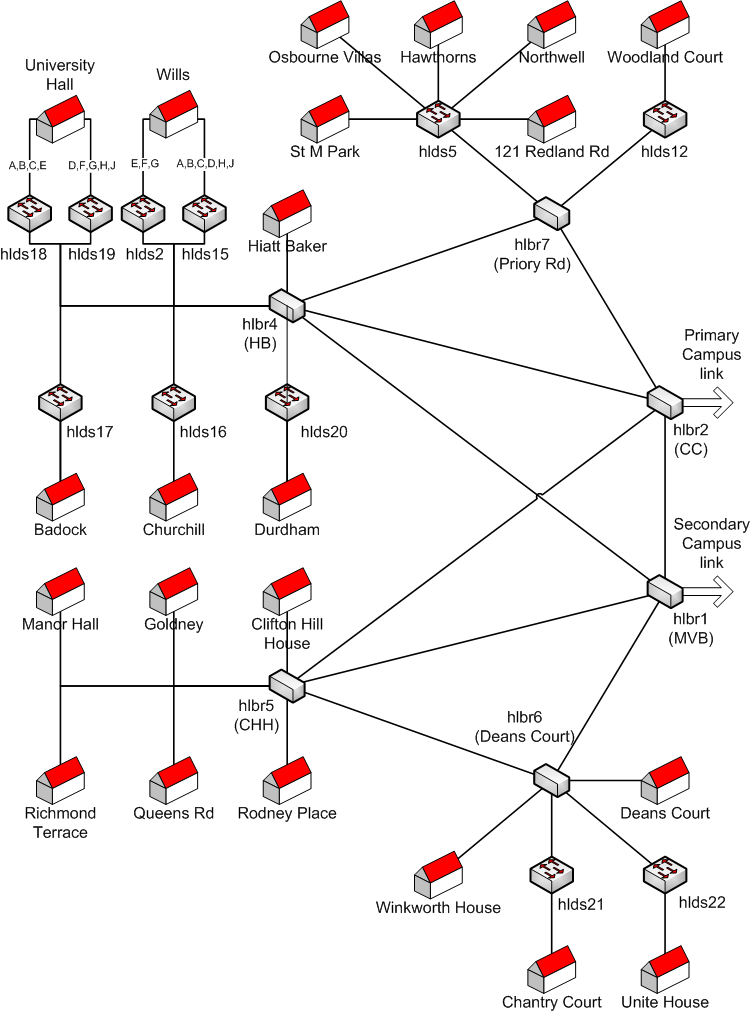 Osbourne Villas
Hawthorns
Northwell
Woodland Court
University
Hall
Wills
St M Park
hlds5
121 Redland Rd
hlds12
A,B,C,E
D,F,G,H,J
E,F,G
A,B,C,D,H,J
hlds18
hlds19
hlds2
hlds15
Hiatt Baker
hlbr7
(Priory Rd)
hlbr4
(HB)
Primary
Campus
link
hlbr2
(CC)
hlds17
hlds16
hlds20
Badock
Churchill
Durdham
Secondary
Campus
link
hlbr1
(MVB)
Manor Hall
Goldney
Clifton Hill
House
hlbr5
(CHH)
hlbr6
(Deans Court)
Richmond
Terrace
Queens Rd
Rodney Place
Deans Court
Winkworth House
hlds21
hlds22
Chantry Court
Unite House